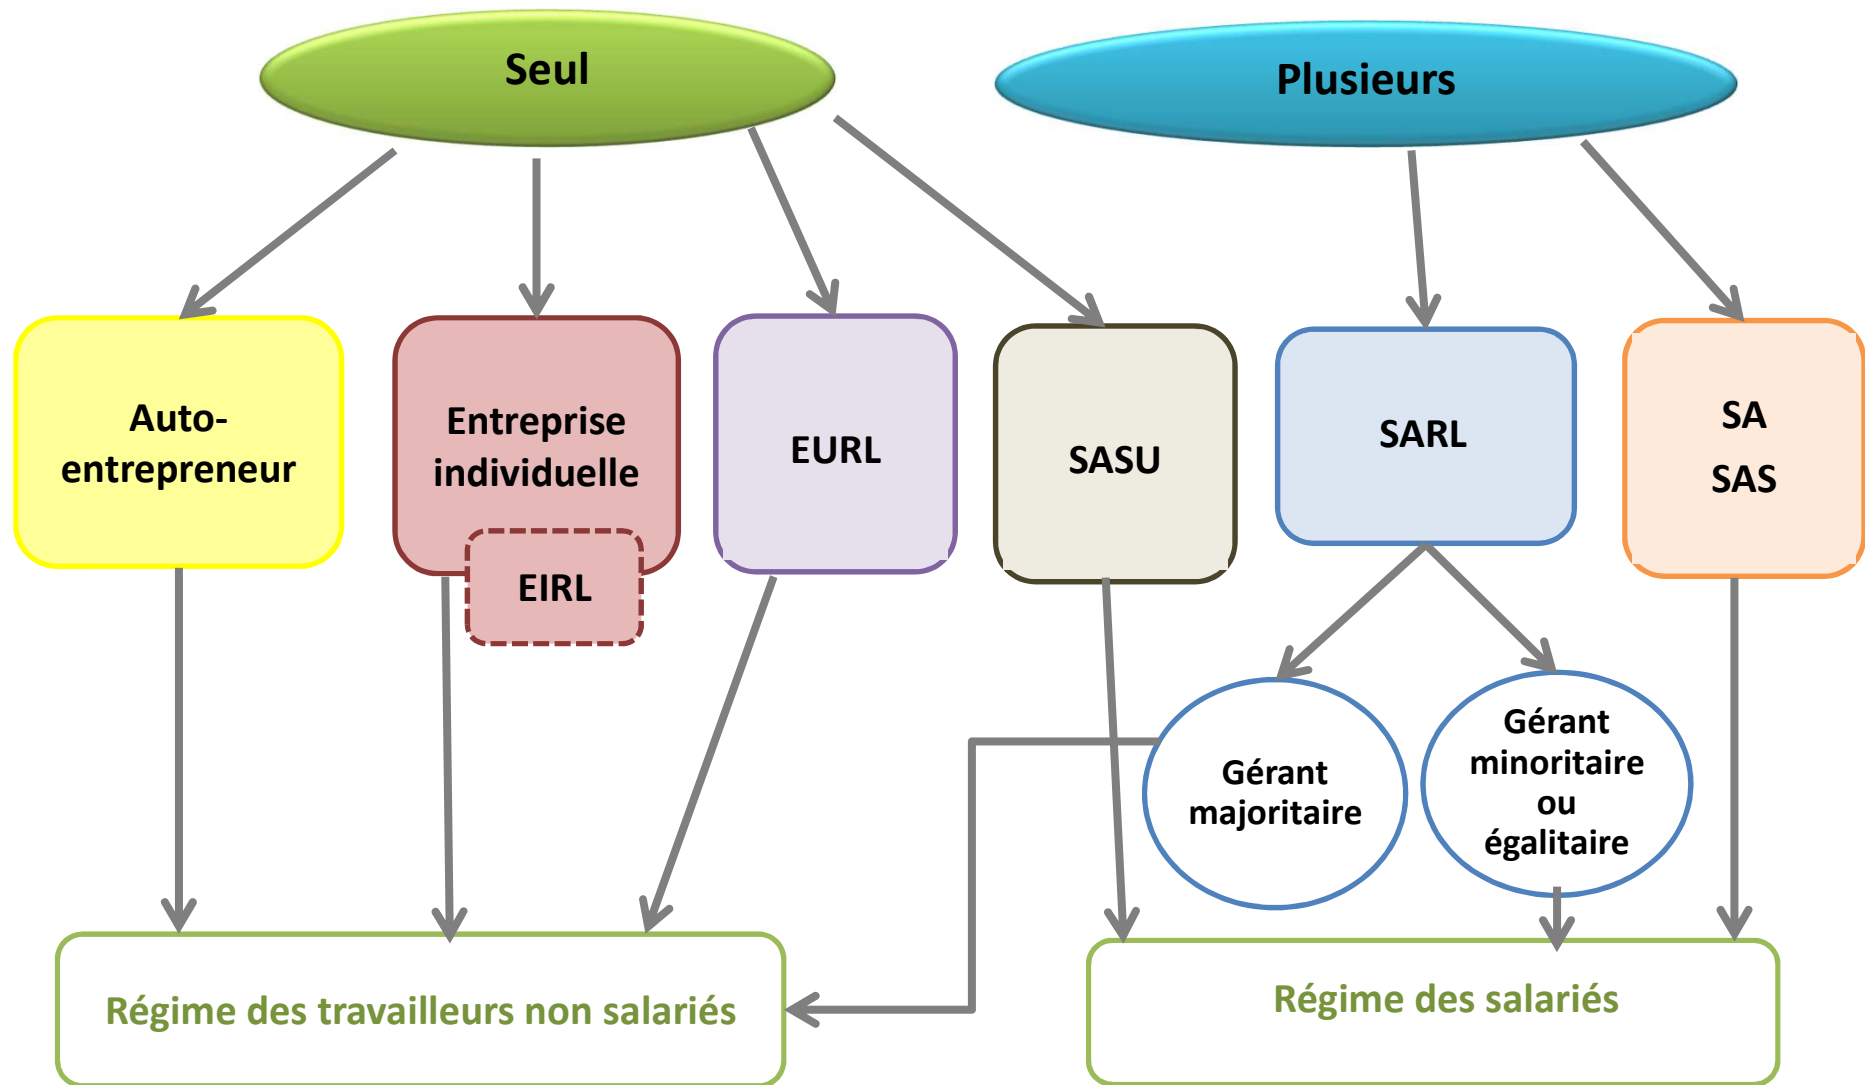 Seul
Plusieurs
Auto-
entrepreneur
Entreprise
individuelle
EIRL
EURL
SASU
SARL
SA
SAS
Gérant
majoritaire
Gérant
minoritaire
ou
égalitaire
Régime des travailleurs non salariés
Régime des salariés